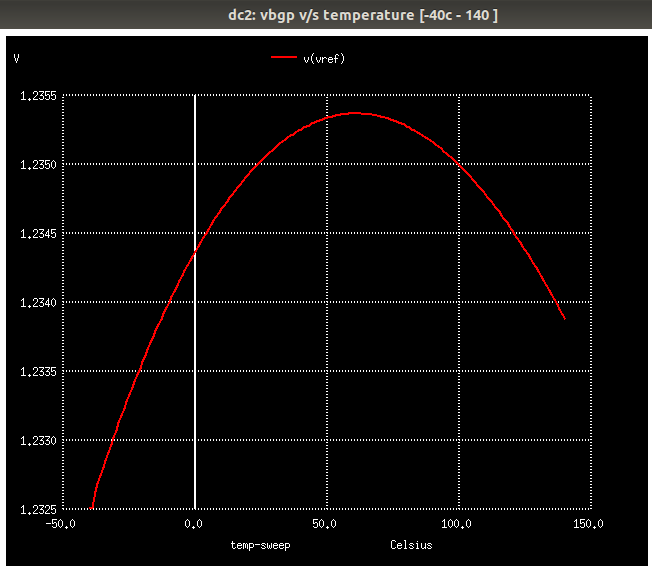 dc2: vbgp v/s temperature [-40c - 140 ]
V
v(vref)
1.2355
1.2350
1.2345
1.2340
1.2335
1.2330
1.2325
-50.0 0.0 50.0 100.0 150.0
temp-sweep Celsius